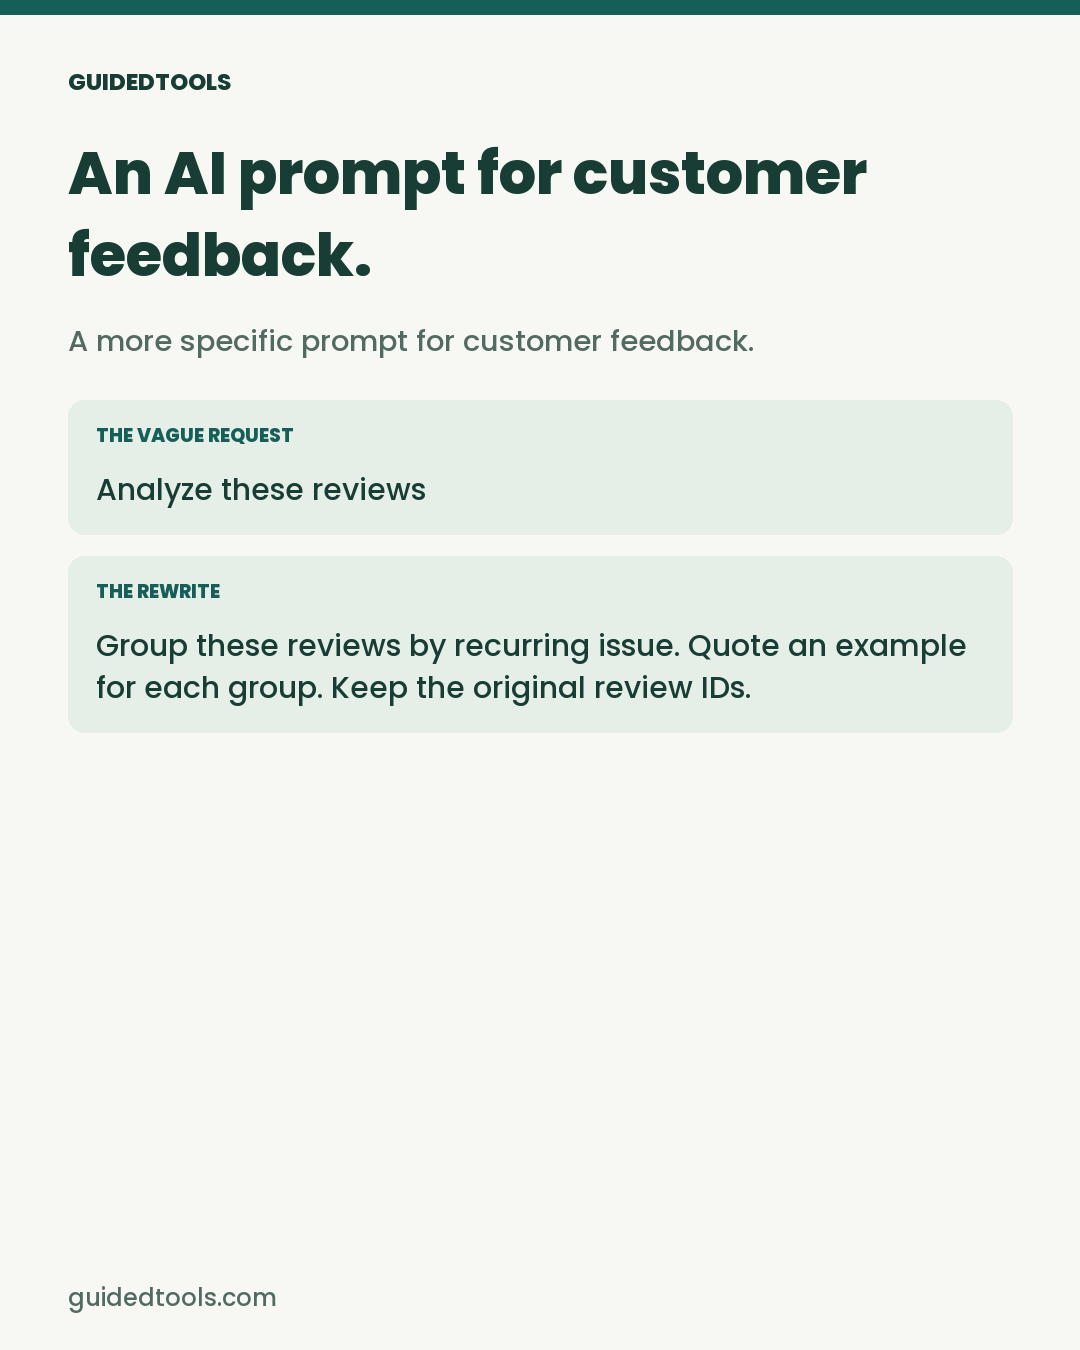 GUIDEDTOOLS
An AI prompt for customer
feedback.
A more specific prompt for customer feedback.
THE VAGUE REQUEST
Analyze these reviews
THE REWRITE
Group these reviews by recurring issue. Quote an example
for each group. Keep the original review IDs.
guidedtools.com